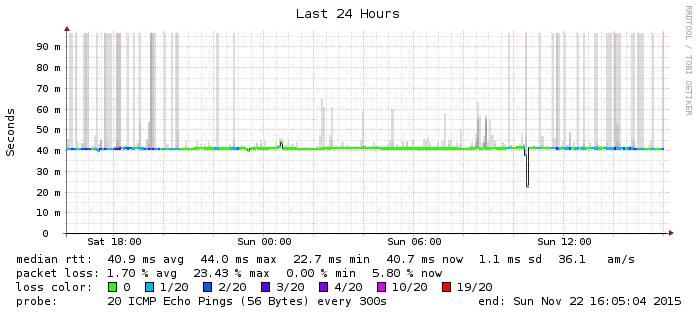 Last 24 Hours
RRDTOOL / TOBI OETIKER
Seconds
90 m
80 m
70 m
60 m
50 m
40 m
30 m
20 m
10 m
0
Sat 18:00 Sun 00:00 Sun 06:00 Sun 12:00
median rtt: 40.9 ms avg 44.0 ms max 22.7 ms min 40.7 ms now 1.1 ms sd 36.1 am/s
packet loss: 1.70 % avg 23.43 % max 0.00 % min 5.80 % now
loss color: 0 1/20 2/20 3/20 4/20 10/20 19/20
probe: 20 ICMP Echo Pings (56 Bytes) every 300s end: Sun Nov 22 16:05:04 2015